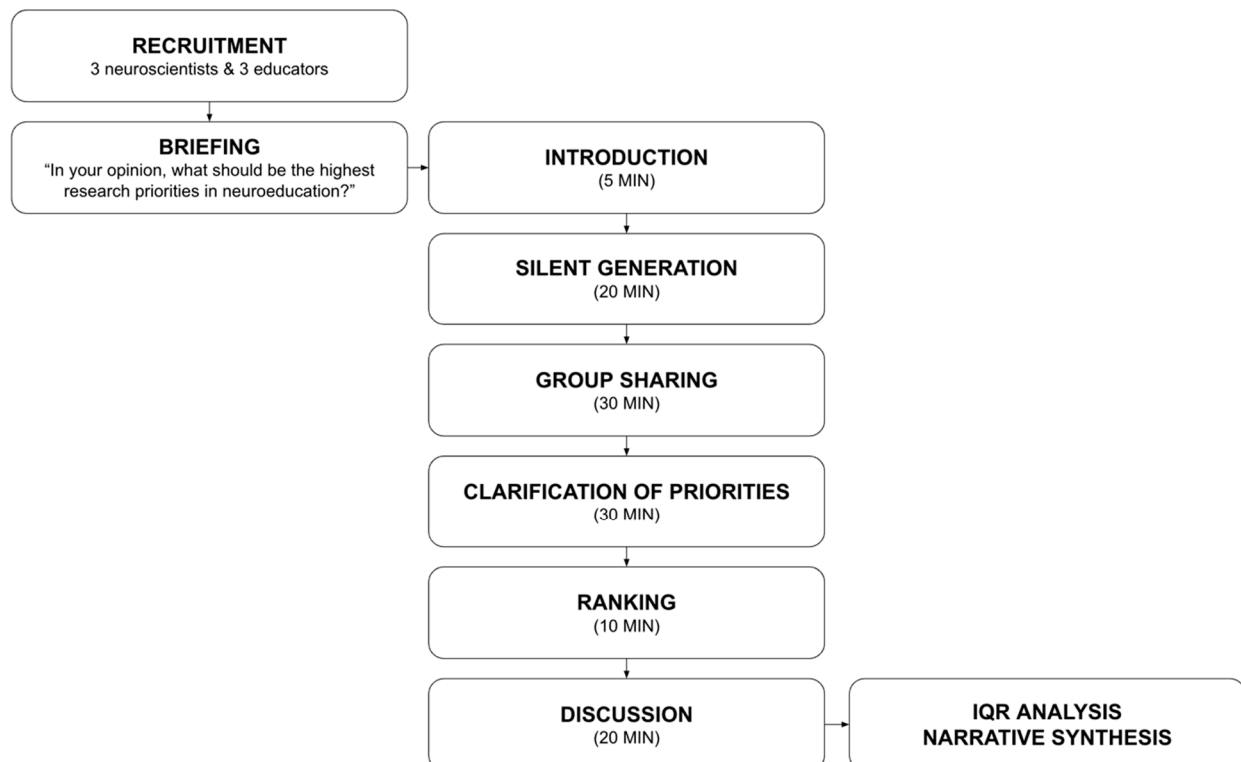 RECRUITMENT
3 neuroscientists & 3 educators
BRIEFING
“In your opinion, what should be the highest
research priorities in neuroeducation?”
INTRODUCTION
(5 MIN)
SILENT GENERATION
(20 MIN)
GROUP SHARING
(30 MIN)
CLARIFICATION OF PRIORITIES
(30 MIN)
RANKING
(10 MIN)
DISCUSSION
(20 MIN)
IQR ANALYSIS
NARRATIVE SYNTHESIS